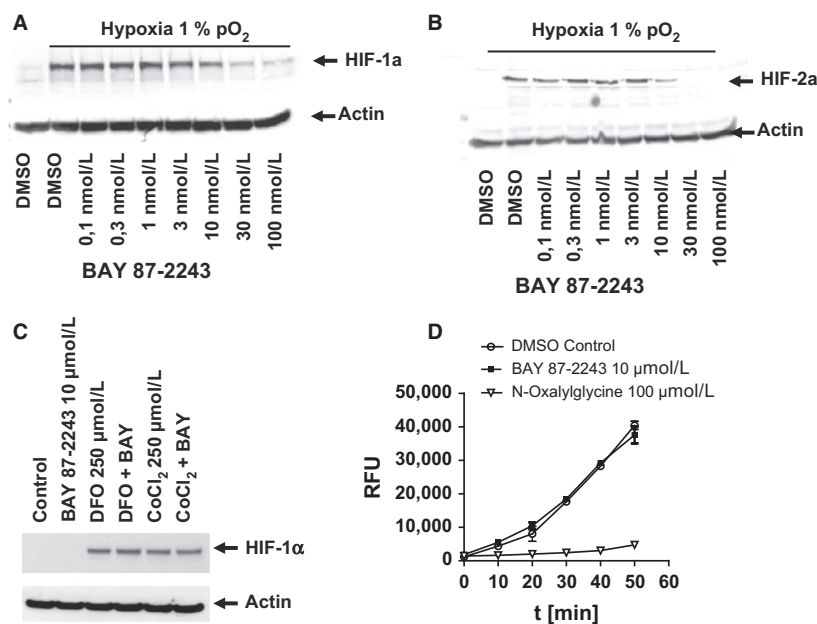 A
Hypoxia 1 % pO2
HIF-1a
Actin
DMSO
DMSO
0,1 nmol/L
0,3 nmol/L
1 nmol/L
3 nmol/L
10 nmol/L
30 nmol/L
100 nmol/L
BAY 87-2243
B
Hypoxia 1 % pO2
HIF-2a
Actin
DMSO
DMSO
0,1 nmol/L
0,3 nmol/L
1 nmol/L
3 nmol/L
10 nmol/L
30 nmol/L
100 nmol/L
BAY 87-2243
C
Control
BAY 87-2243 10 µmol/L
DFO 250 µmol/L
DFO + BAY
CoCl2 250 µmol/L
CoCl2 + BAY
HIF-1α
Actin
D
DMSO Control
BAY 87-2243 10 µmol/L
N-Oxalylglycine 100 µmol/L
50,000
40,000
30,000
20,000
10,000
0
RFU
0 10 20 30 40 50 60
t [min]